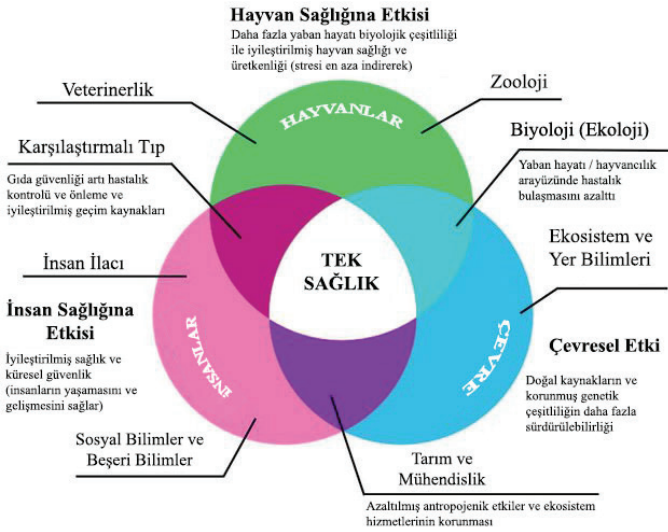 Hayvan Sağlığına Etkisi
Daha fazla yaban hayatı biyolojik çeşitliliği
ile iyileştirilmiş hayvan sağlığı ve
üretkenliği (stresi en aza indirerek)
Veterinerlik
Zooloji
HAYVANLAR
Karşılaştırmalı Tıp
Gıda güvenliği artı hastalık
kontrolü ve önleme ve
iyileştirilmiş geçim kaynakları
Biyoloji (Ekoloji)
Yaban hayatı / hayvancılık
arayüzünde hastalık
bulaşmasını azalttı
TEK
SAĞLIK
İnsan İlacı
Ekosistem ve
Yer Bilimleri
İnsan Sağlığına
Etkisi
İyileştirilmiş sağlık ve
küresel güvenlik
(insanların yaşamasını ve
gelişmesini sağlar)
İNSANLAR
ÇEVRE
Çevresel Etki
Doğal kaynakların ve
korunmuş genetik
çeşitliliğin daha fazla
sürdürülebilirliği
Sosyal Bilimler ve
Beşeri Bilimler
Tarım ve
Mühendislik
Azaltılmış antropojenik etkiler ve ekosistem
hizmetlerinin korunması